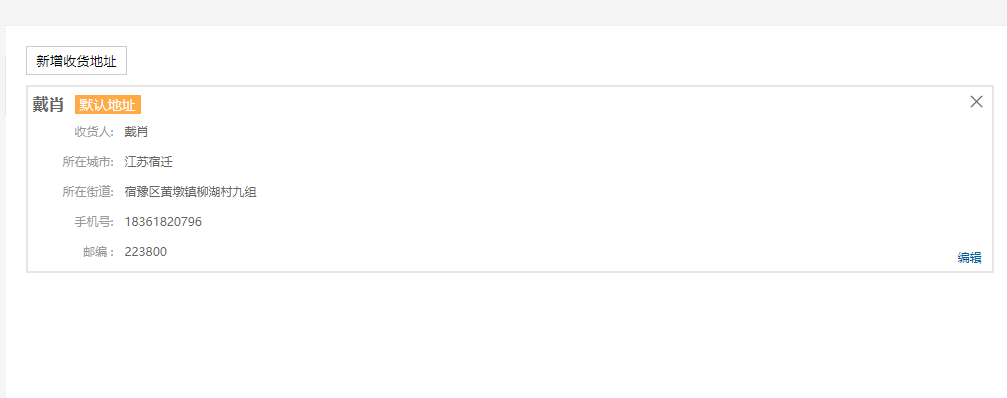 新增收货地址
戴肖 默认地址
收货人: 戴肖
所在城市: 江苏宿迁
所在街道: 宿豫区黄墩镇柳湖村九组
手机号: 18361820796
邮编 : 223800
编辑